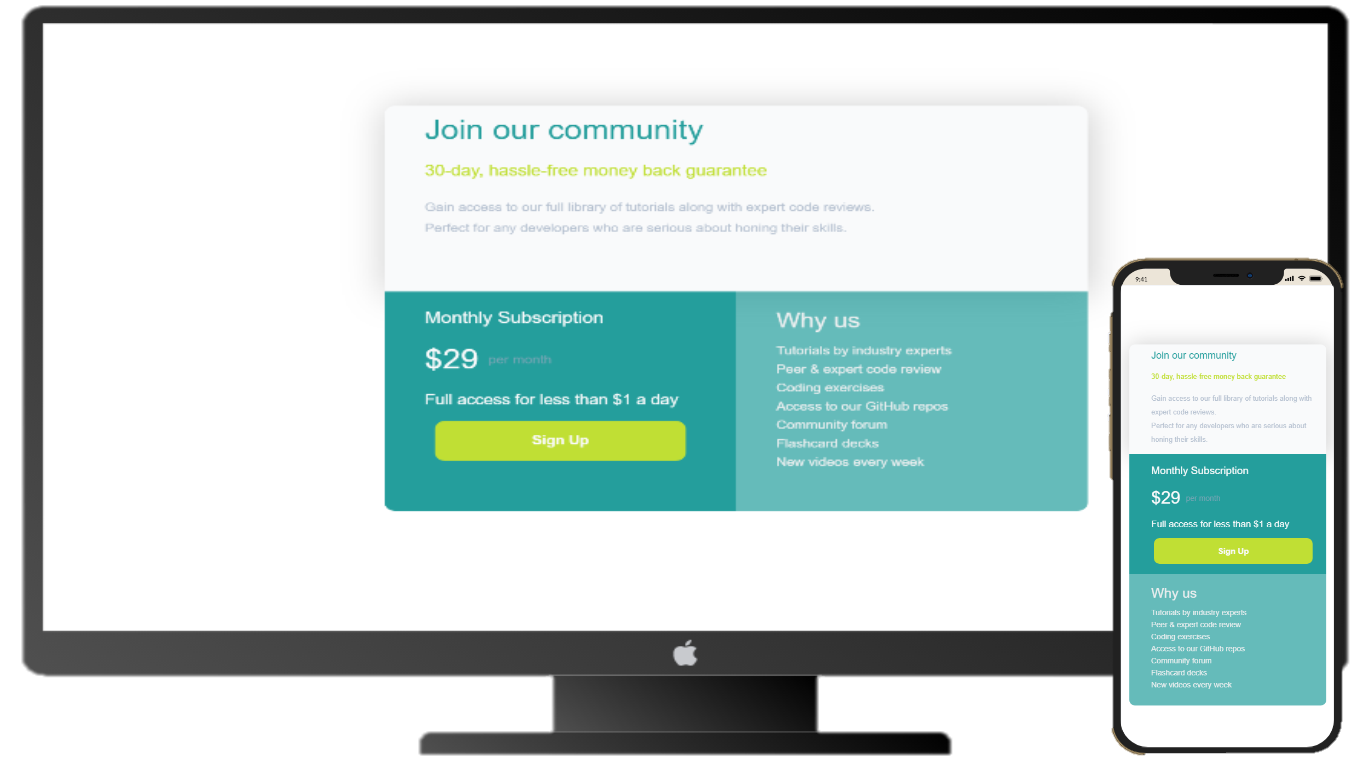 Join our community
30-day, hassle-free money back guarantee
Gain access to our full library of tutorials along with expert code reviews.
Perfect for any developers who are serious about honing their skills.
Monthly Subscription
$29 per month
Full access for less than $1 a day
Sign Up
Why us
Tutorials by industry experts
Peer & expert code review
Coding exercises
Access to our GitHub repos
Community forum
Flashcard decks
New videos every week
9:41
Join our community
30-day, hassle-free money back guarantee
Gain access to our full library of tutorials along with
expert code reviews.
Perfect for any developers who are serious about
honing their skills.
Monthly Subscription
$29 per month
Full access for less than $1 a day
Sign Up
Why us
Tutorials by industry experts
Peer & expert code review
Coding exercises
Access to our GitHub repos
Community forum
Flashcard decks
New videos every week